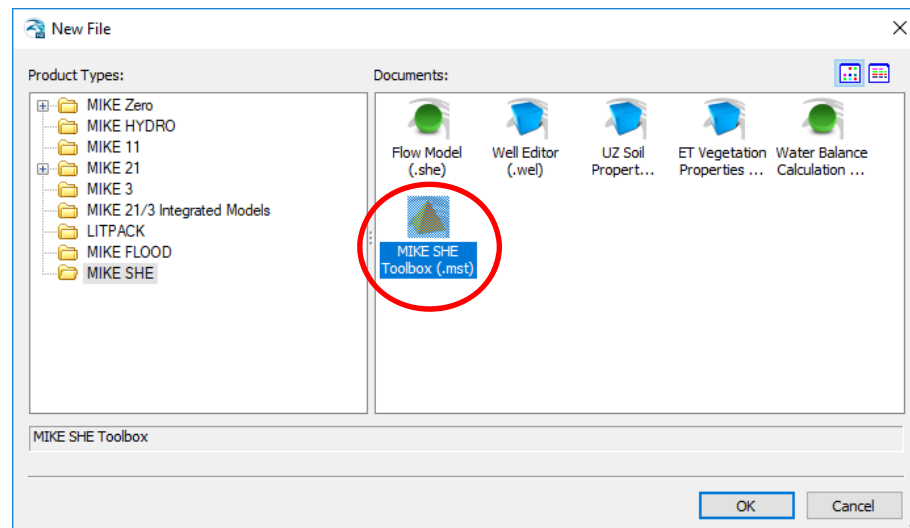 New File
Product Types:
Documents:
MIKE Zero
MIKE HYDRO
MIKE 11
MIKE 21
MIKE 3
MIKE 21/3 Integrated Models
LITPACK
MIKE FLOOD
MIKE SHE
Flow Model
(.she)
Well Editor
(.wel)
UZ Soil
Propert...
ET Vegetation
Properties ...
Water Balance
Calculation ...
MIKE SHE
Toolbox (.mst)
MIKE SHE Toolbox
OK
Cancel